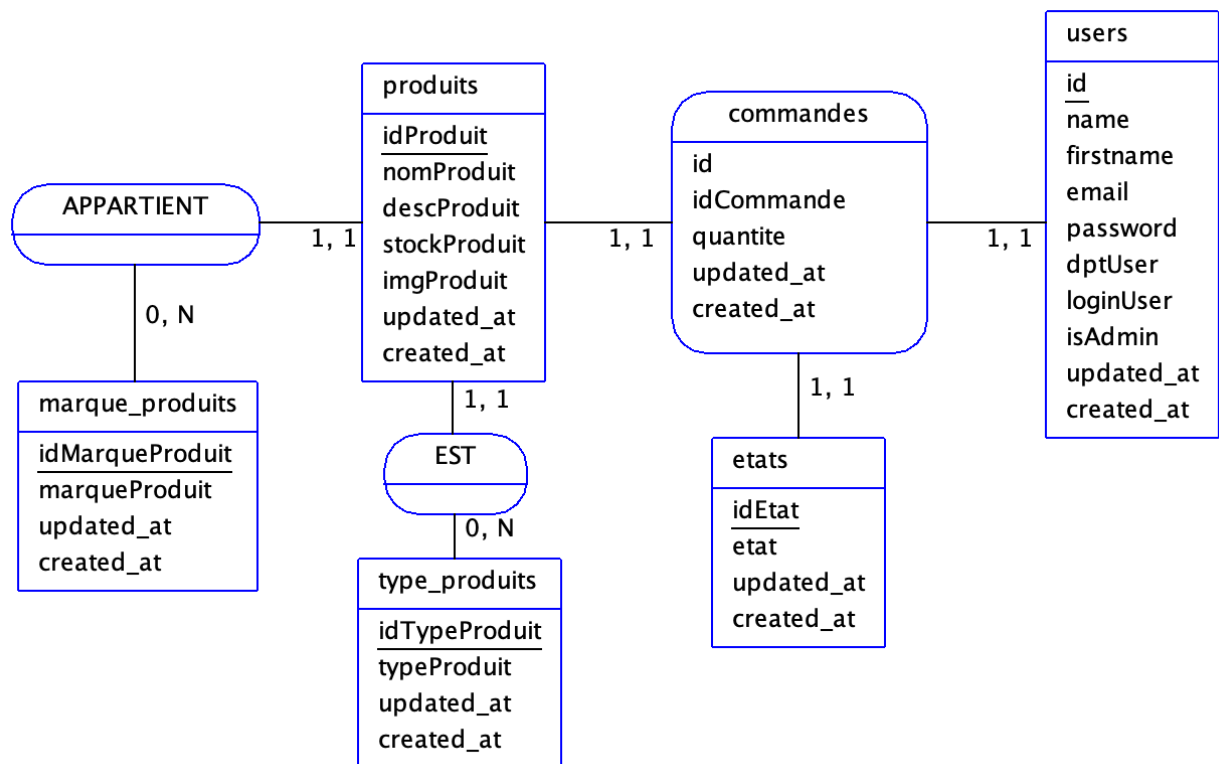 users
id
name
firstname
email
password
dptUser
loginUser
isAdmin
updated_at
created_at
produits
idProduit
nomProduit
descProduit
stockProduit
imgProduit
updated_at
created_at
commandes
id
idCommande
quantite
updated_at
created_at
APPARTIENT
1, 1
1, 1
1, 1
0, N
1, 1
1, 1
marque_produits
idMarqueProduit
marqueProduit
updated_at
created_at
EST
0, N
etats
idEtat
etat
updated_at
created_at
type_produits
idTypeProduit
typeProduit
updated_at
created_at